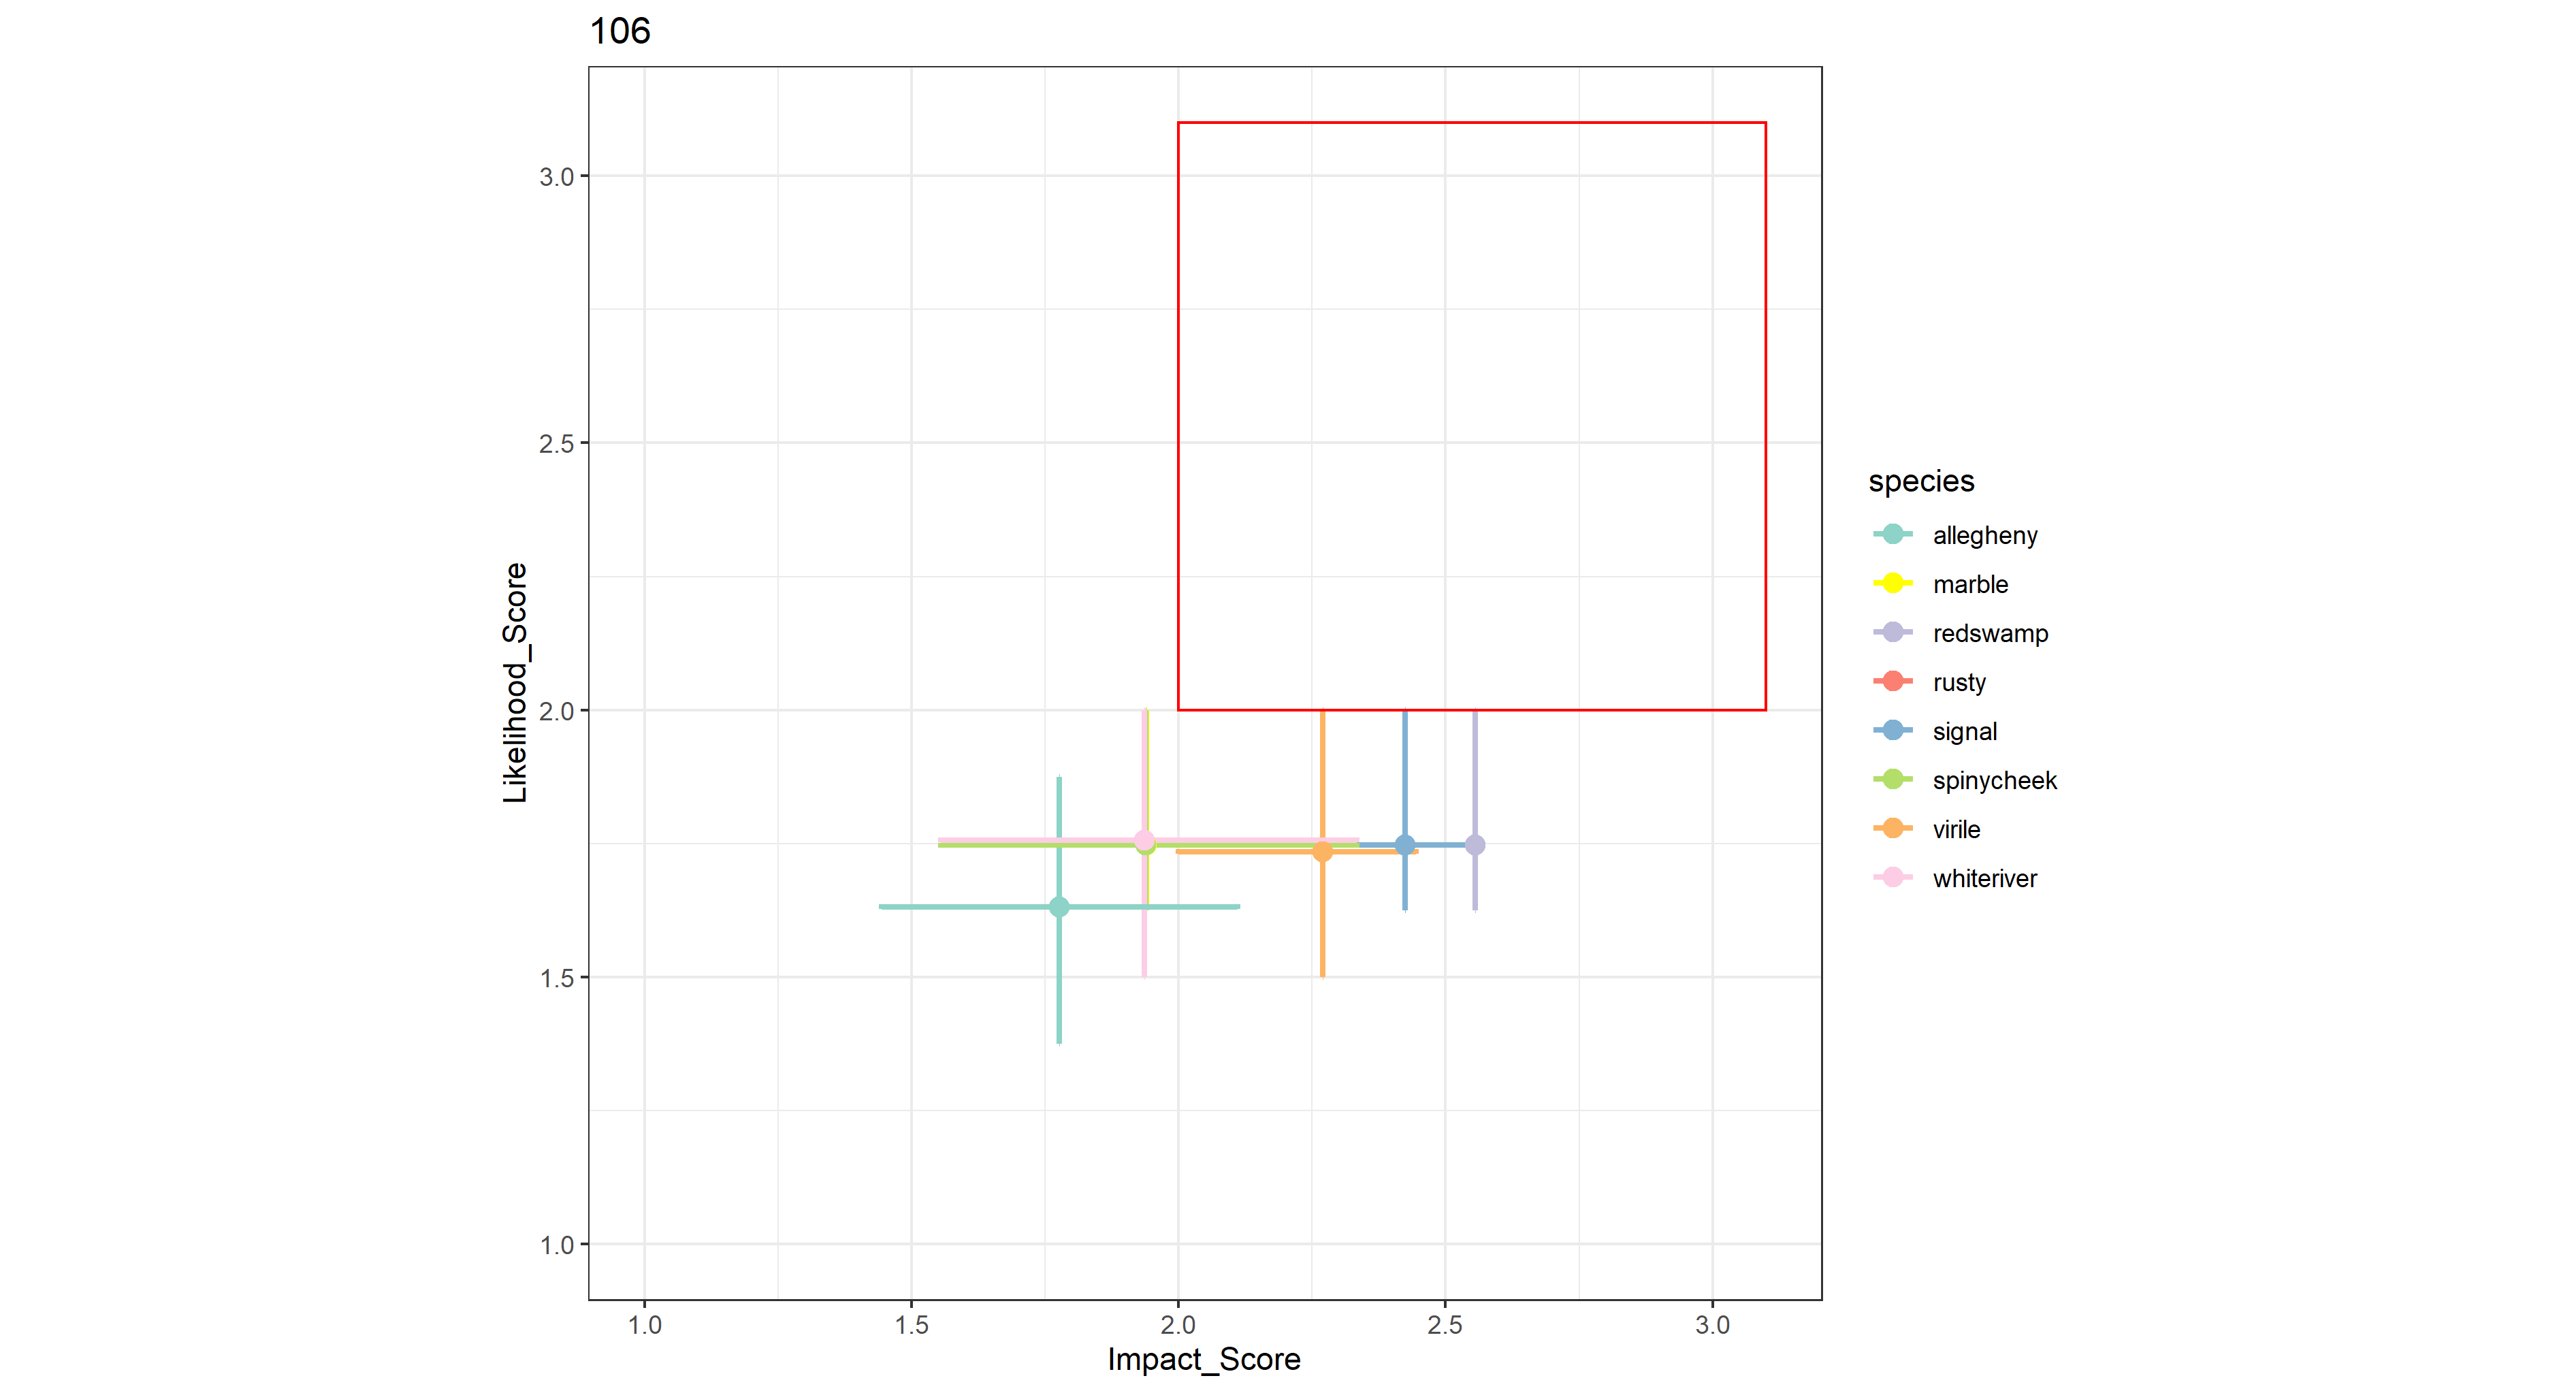 106
Likelihood_Score
3.0
2.5
2.0
1.5
1.0
1.0 1.5 2.0 2.5 3.0
Impact_Score
species
allegheny
marble
redswamp
rusty
signal
spinycheek
virile
whiteriver